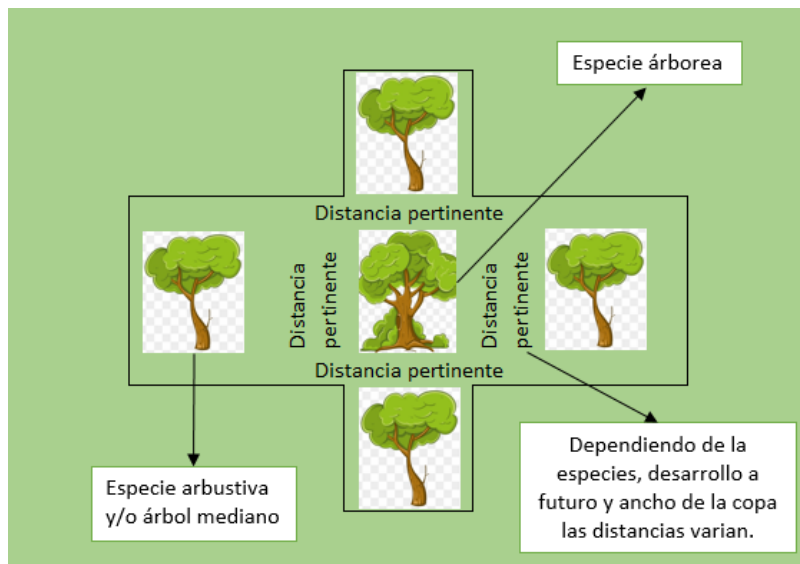 Especie árborea
Distancia pertinente
Distancia
pertinente
Distancia
pertinente
Distancia pertinente
Especie arbustiva
y/o árbol mediano
Dependiendo de la
especies, desarrollo a
futuro y ancho de la copa
las distancias varian.